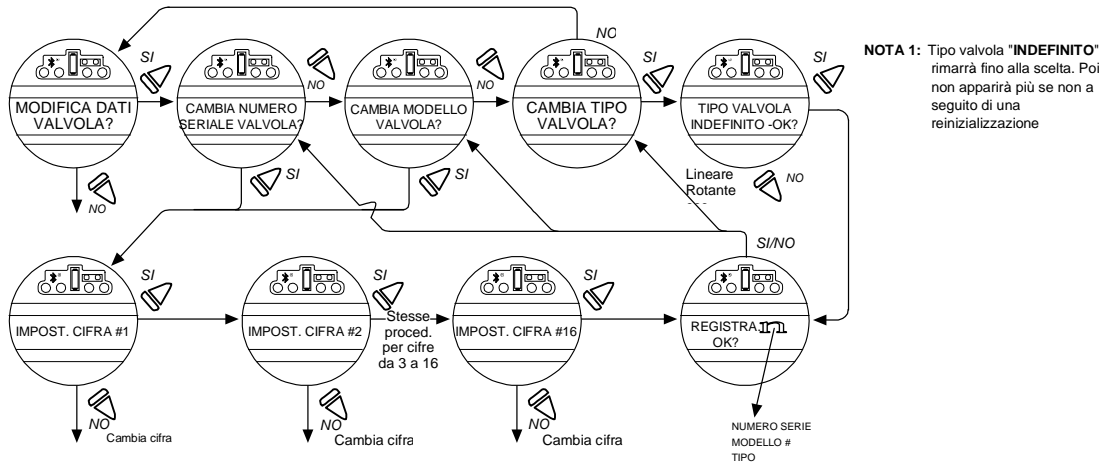 NO
SI
NO
NO
SI
SI
MODIFICA DATI
VALVOLA?
CAMBIA NUMERO
SERIALE VALVOLA?
CAMBIA MODELLO
VALVOLA?
CAMBIA TIPO
VALVOLA?
TIPO VALVOLA
INDEFINITO -OK?
NOTA 1: Tipo valvola "INDEFINITO"
rimarrà fino alla scelta. Poi
non apparirà più se non a
seguito di una
reinizializzazione
NO
SI
SI
Lineare
Rotante
NO
SI/NO
SI
SI
SI
IMPOST. CIFRA #1
IMPOST. CIFRA #2
Stesse
proced.
per cifre
da 3 a 16
IMPOST. CIFRA #16
REGISTRA. n
OK?
NO
Cambia cifra
NO
Cambia cifra
NO
Cambia cifra
NUMERO SERIE
MODELLO #
TIPO